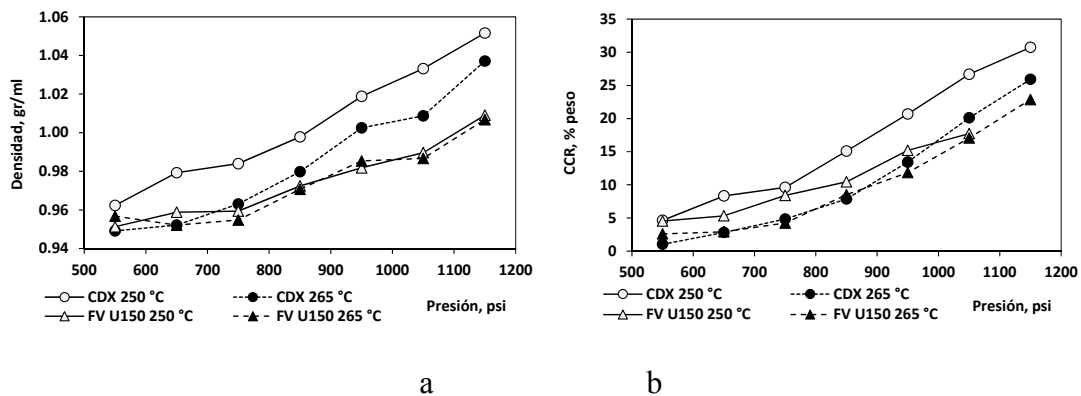 1.06
1.04
1.02
1.00
0.98
0.96
0.94
Densidad, gr/ml
500 600 700 800 900 1000 1100 1200
Presión, psi
CDX 250 °C CDX 265 °C
FV U150 250 °C FV U150 265 °C
a
35
30
25
20
15
10
5
0
CCR, % peso
500 600 700 800 900 1000 1100 1200
CDX 250 °C CDX 265 °C
Presión, psi
FV U150 250 °C FV U150 265 °C
b